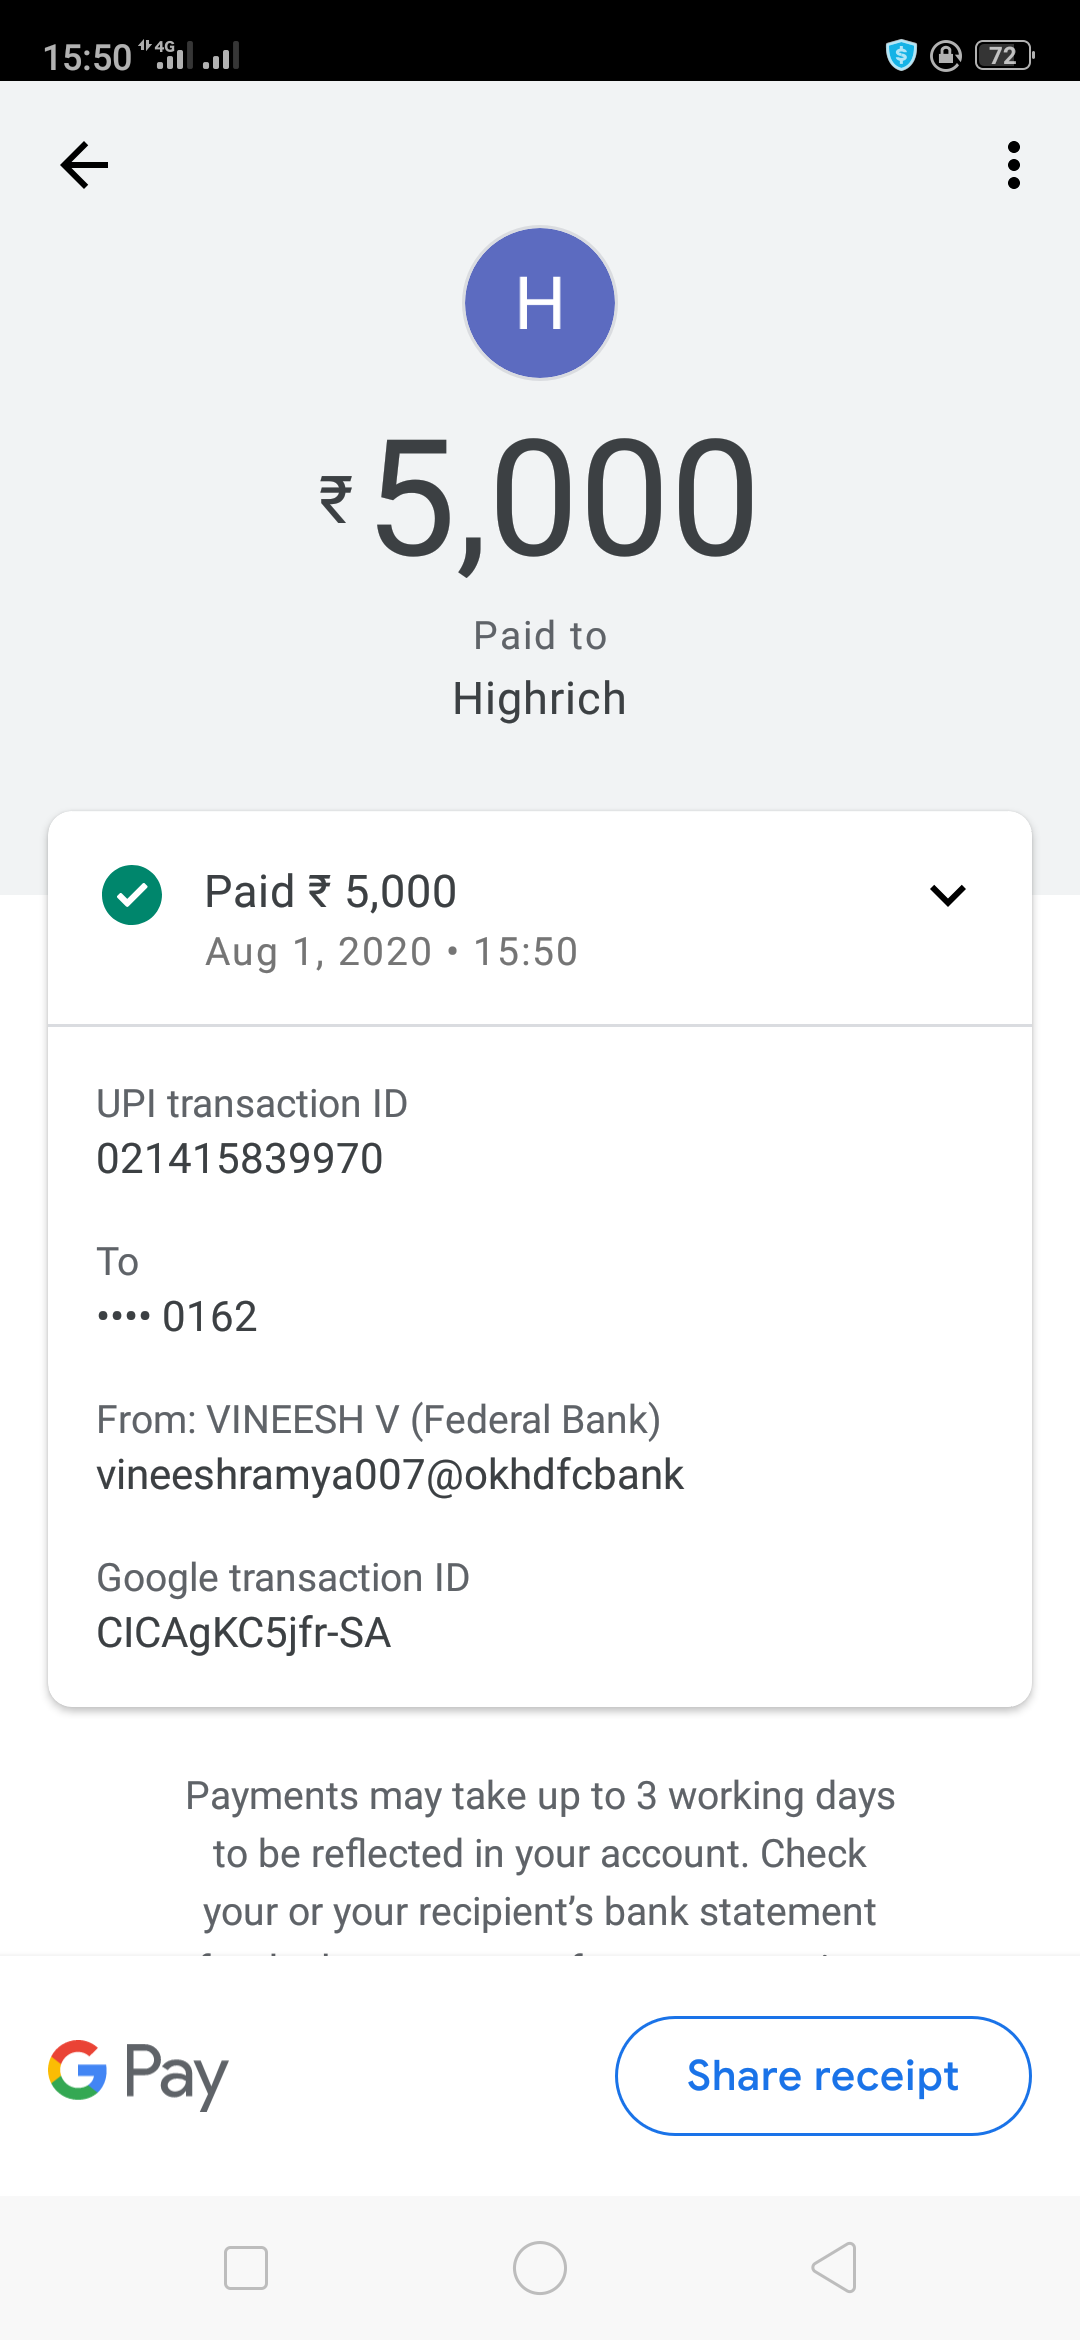 15:50 4G 72
H
₹5,000
Paid to
Highrich
Paid ₹ 5,000
Aug 1, 2020 • 15:50
UPI transaction ID
021415839970
To
•••• 0162
From: VINEESH V (Federal Bank)
vineeshramya007@okhdfcbank
Google transaction ID
CICAgKC5jfr-SA
Payments may take up to 3 working days
to be reflected in your account. Check
your or your recipient's bank statement
G Pay
Share receipt